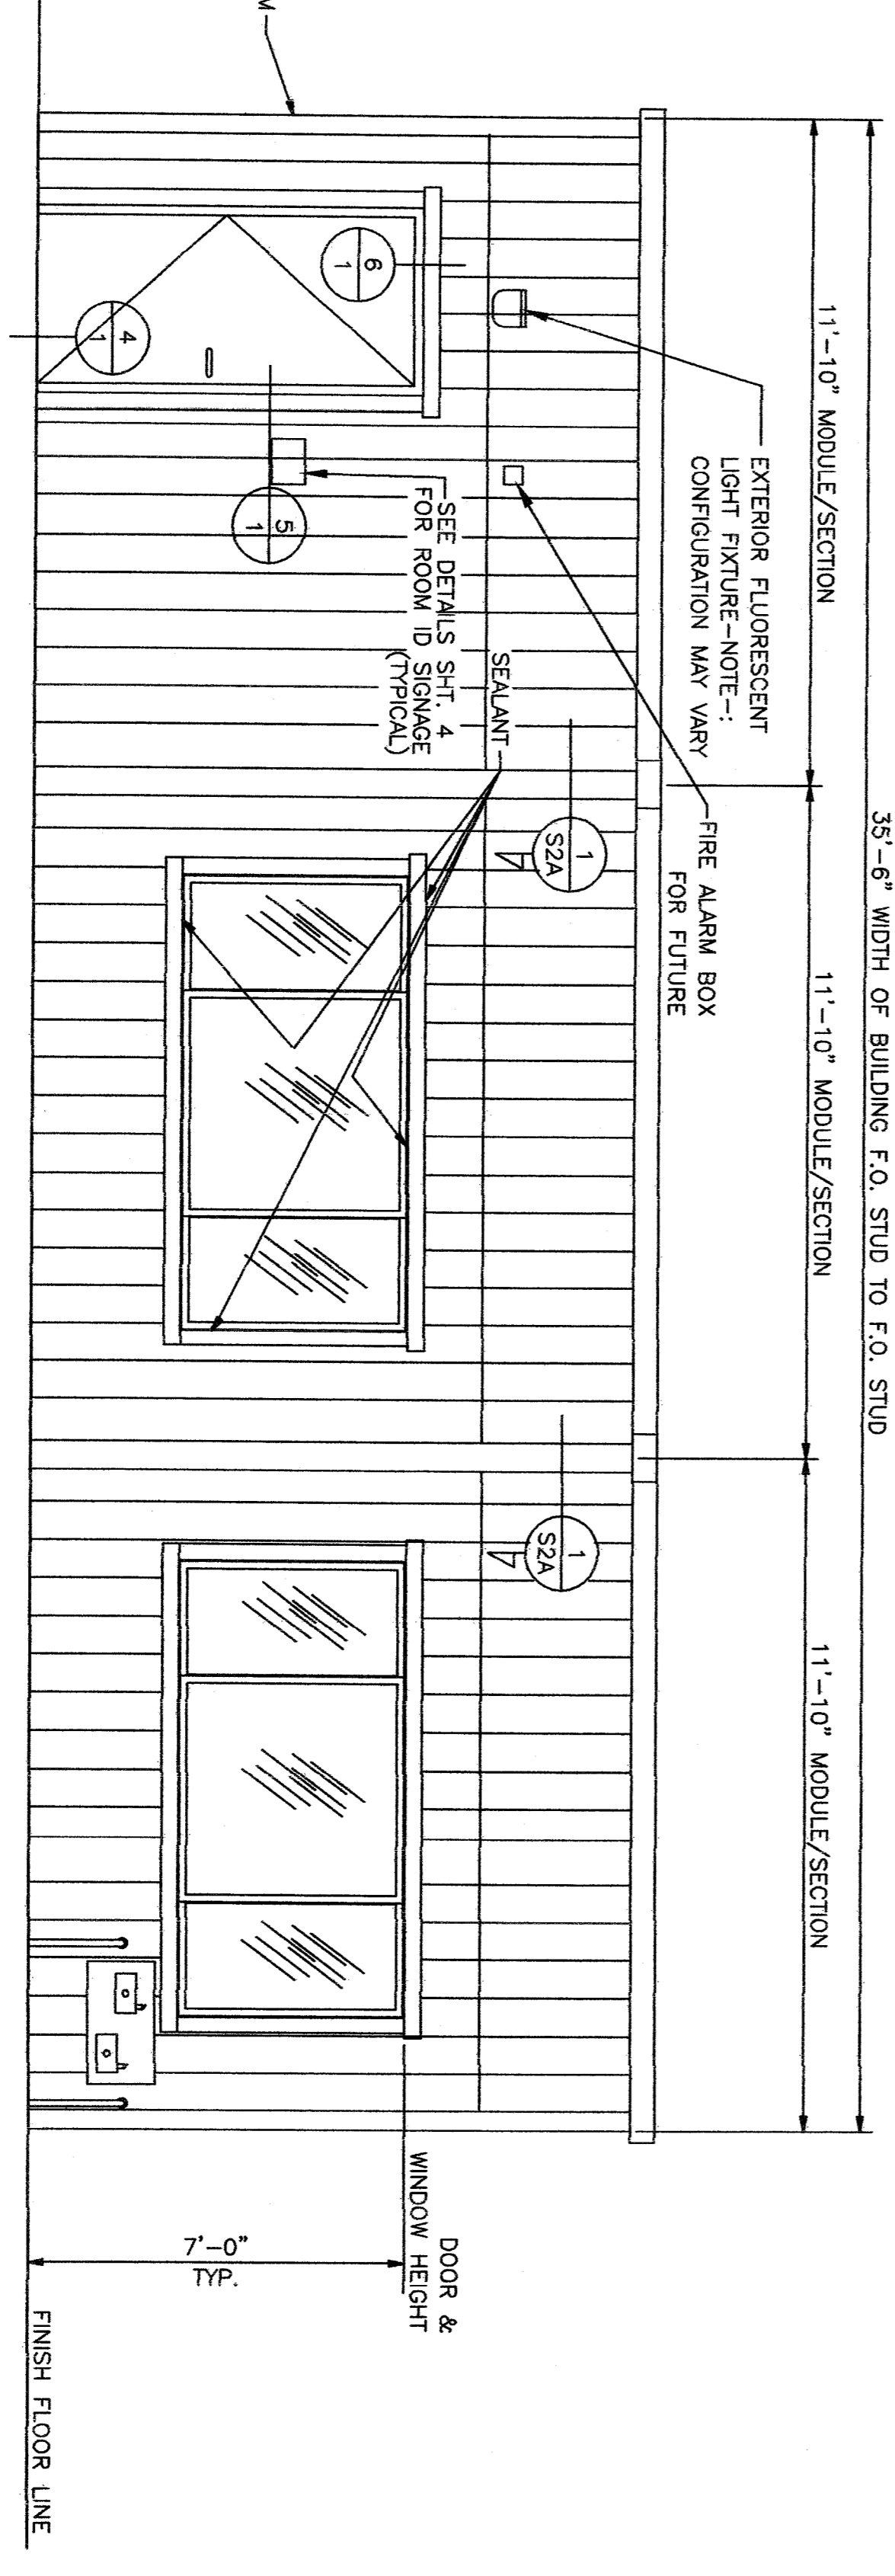 35'-6" WIDTH OF BUILDING F.O. STUD TO F.O. STUD
11'-10" MODULE/SECTION
11'-10" MODULE/SECTION
11'-10" MODULE/SECTION
EXTERIOR FLUORESCENT
LIGHT FIXTURE-NOTE-:
CONFIGURATION MAY VARY
FIRE ALARM BOX
FOR FUTURE
1
S2A
1
S2A
SEALANT
SEE DETAILS SHT. 4
FOR ROOM ID SIGNAGE
(TYPICAL)
6
1
5
1
4
1
M
DOOR &
WINDOW HEIGHT
7'-0"
TYP.
FINISH FLOOR LINE